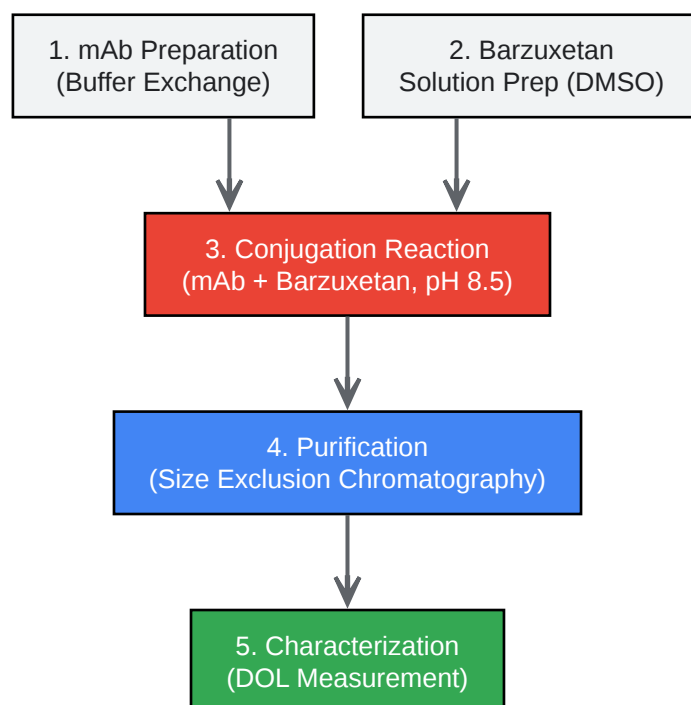 1. mAb Preparation
(Buffer Exchange)
2. Barzuxetan
Solution Prep (DMSO)
3. Conjugation Reaction
(mAb + Barzuxetan, pH 8.5)
4. Purification
(Size Exclusion Chromatography)
5. Characterization
(DOL Measurement)